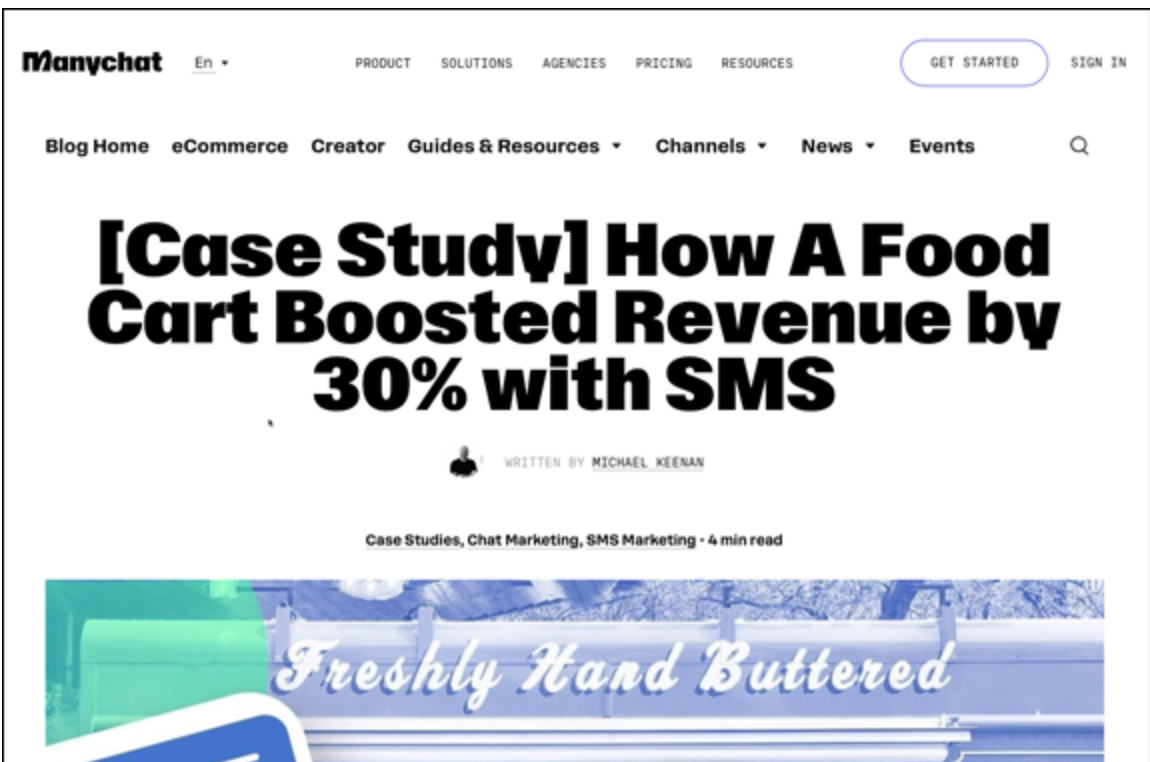 Manychat
En
PRODUCT SOLUTIONS AGENCIES PRICING RESOURCES
GET STARTED
SIGN IN
Blog Home eCommerce Creator Guides & Resources Channels News Events
[Case Study] How A Food
Cart Boosted Revenue by
30% with SMS
WRITTEN BY MICHAEL KEENAN
Case Studies, Chat Marketing, SMS Marketing - 4 min read
Freshly Hand Buttered